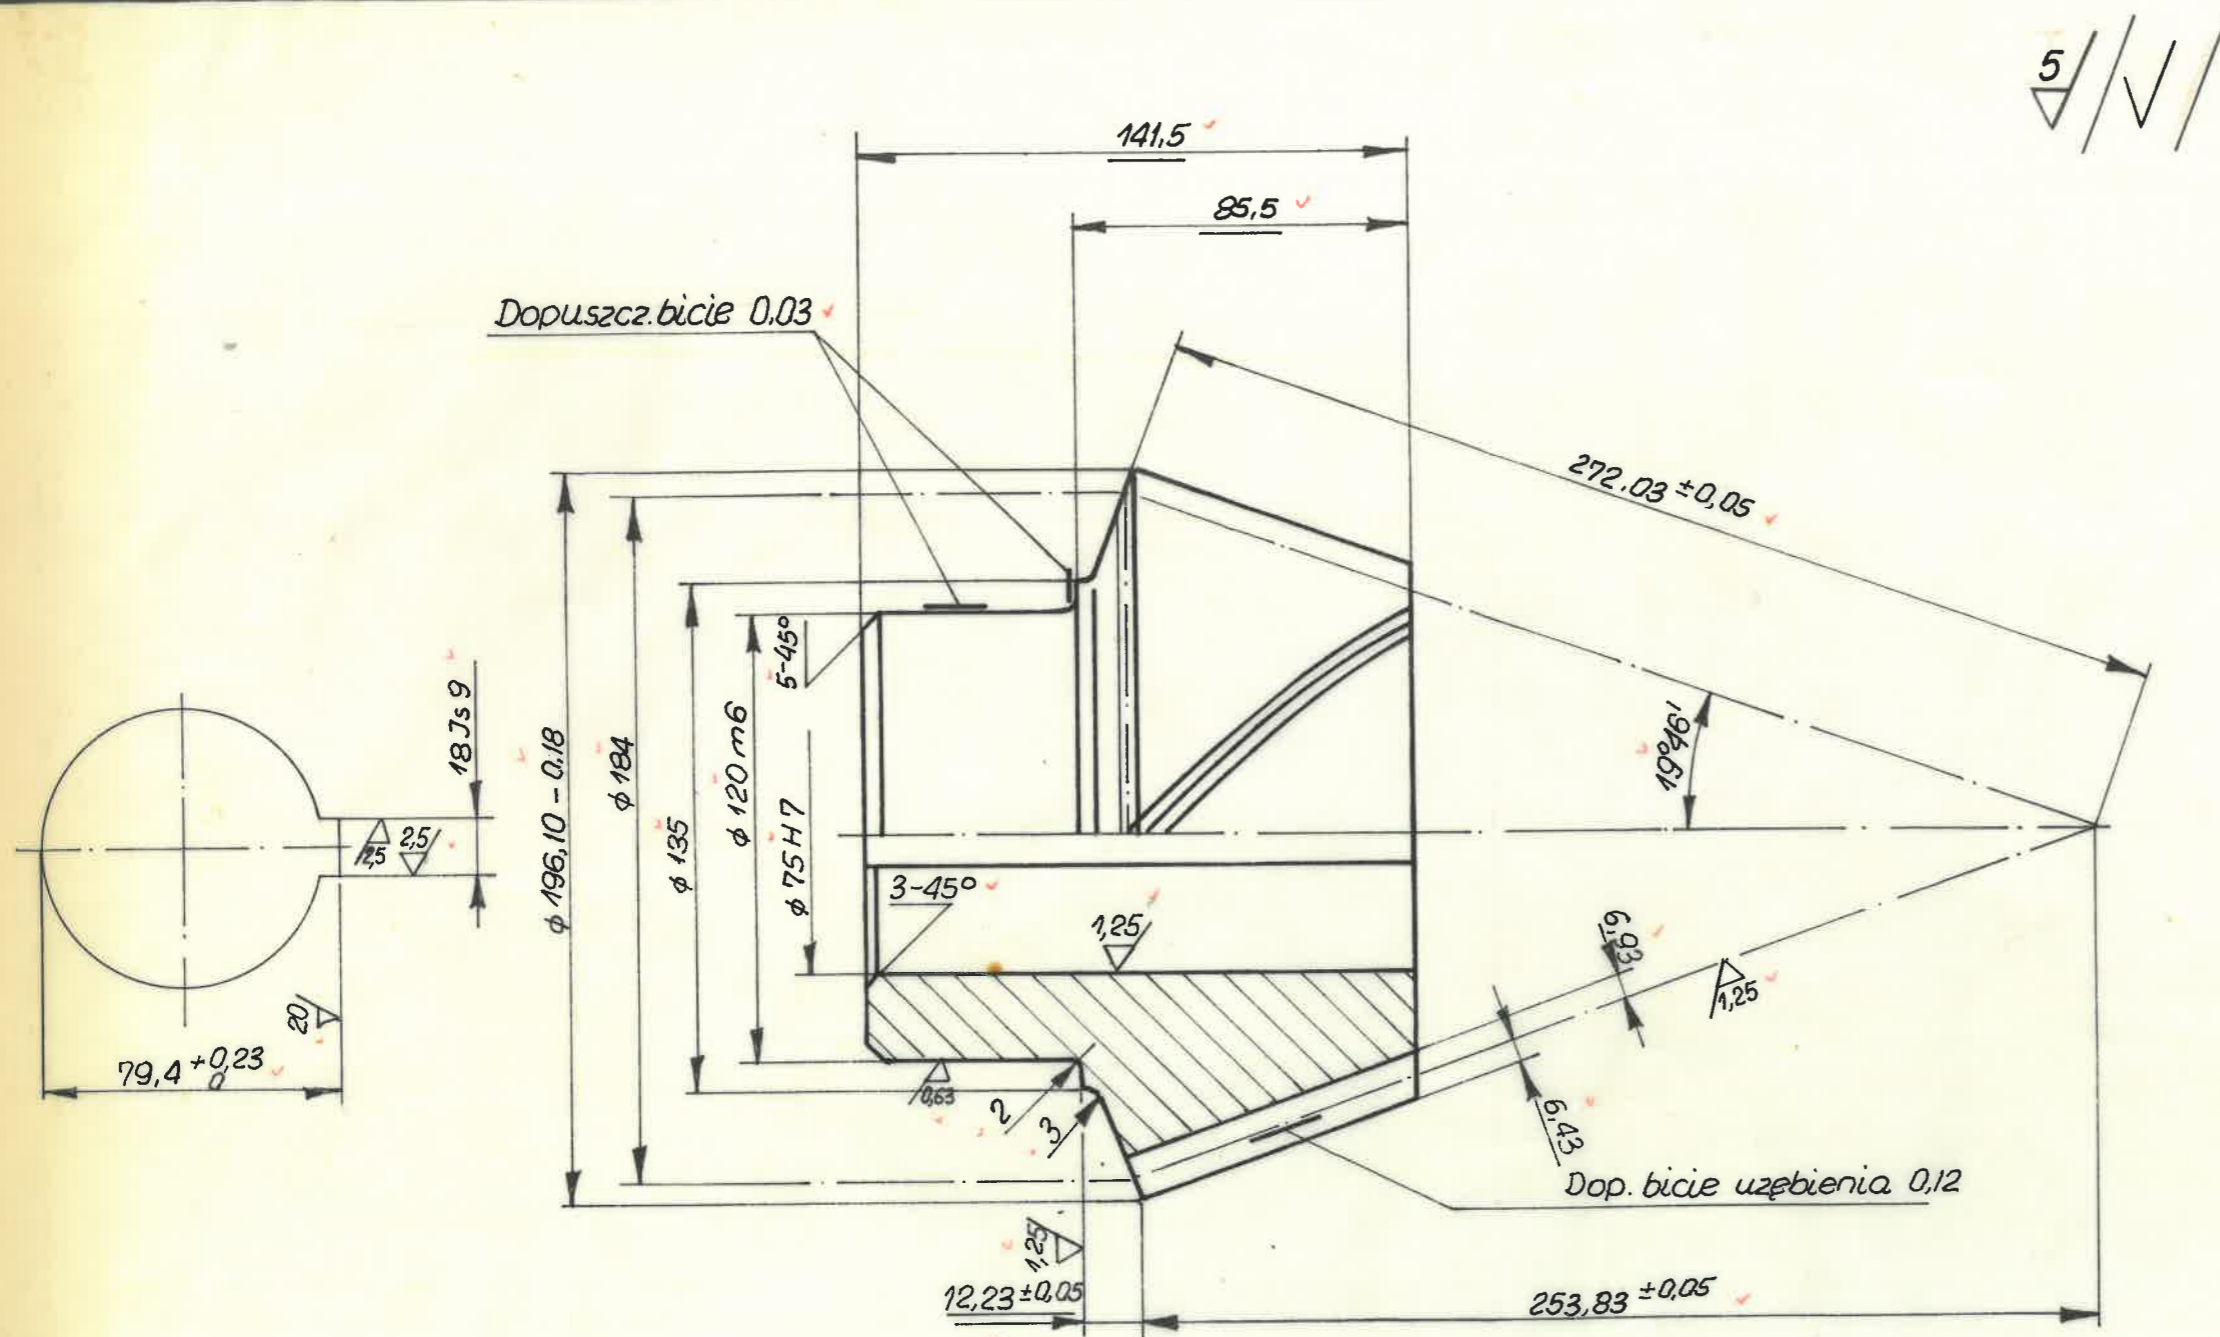 5
141,5
85,5
Dopuszcz.bicie 0,03
272.03 ±0,05
5-45°
18 Js 9
φ 196,10 - 0,18
φ 184
φ 135
φ 120 m6
φ 75 H7
19°46'
2,5
2,5
3-45°
1,25
6,93
1,25
20
79,4 +0,23
0
0,63
2
3
6,43
Dop. bicie uzębienia 0,12
1,25
12,23 ±0,05
253,83 ±0,05